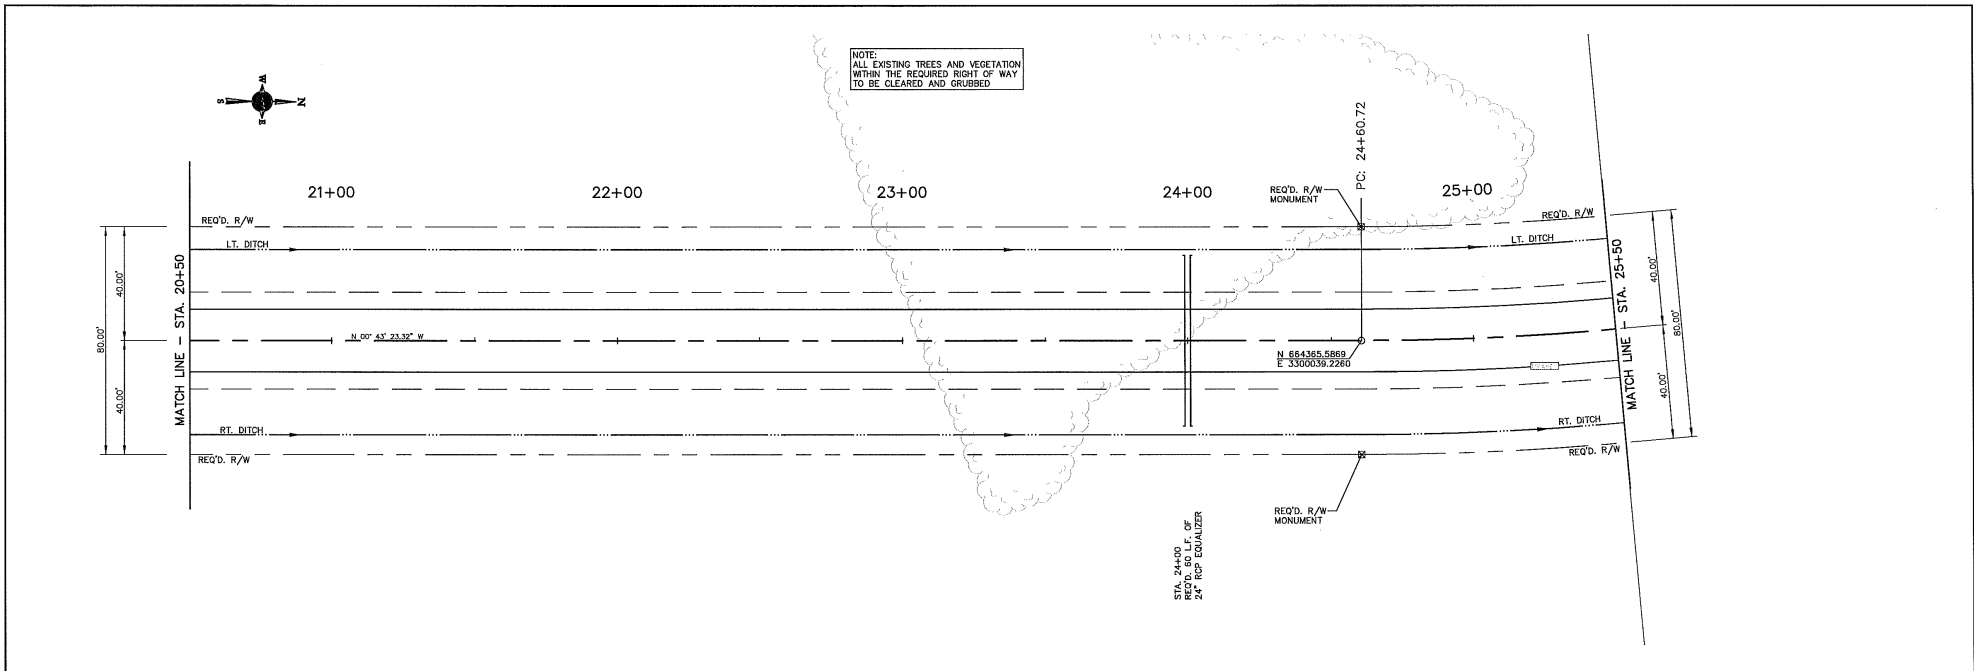 NOTE:
ALL EXISTING TREES AND VEGETATION
WITHIN THE REQUIRED RIGHT OF WAY
TO BE CLEARED AND GRUBBED
W
S
N
E
PC: 24+60.72
21+00
22+00
23+00
24+00
25+00
REQ'D. R/W
MONUMENT
REQ'D. R/W
REQ'D. R/W
LT. DITCH
LT. DITCH
MATCH LINE - STA. 20+50
40.00'
80.00'
40.00'
N 00° 43' 23.32" W
N 664365.5869
E 3300039.2260
MATCH LINE - STA. 25+50
40.00'
80.00'
40.00'
RT. DITCH
RT. DITCH
REQ'D. R/W
REQ'D. R/W
REQ'D. R/W
MONUMENT
STA. 24+00
REQ'D. 60 L.F. OF
24" RCP EQUALIZER